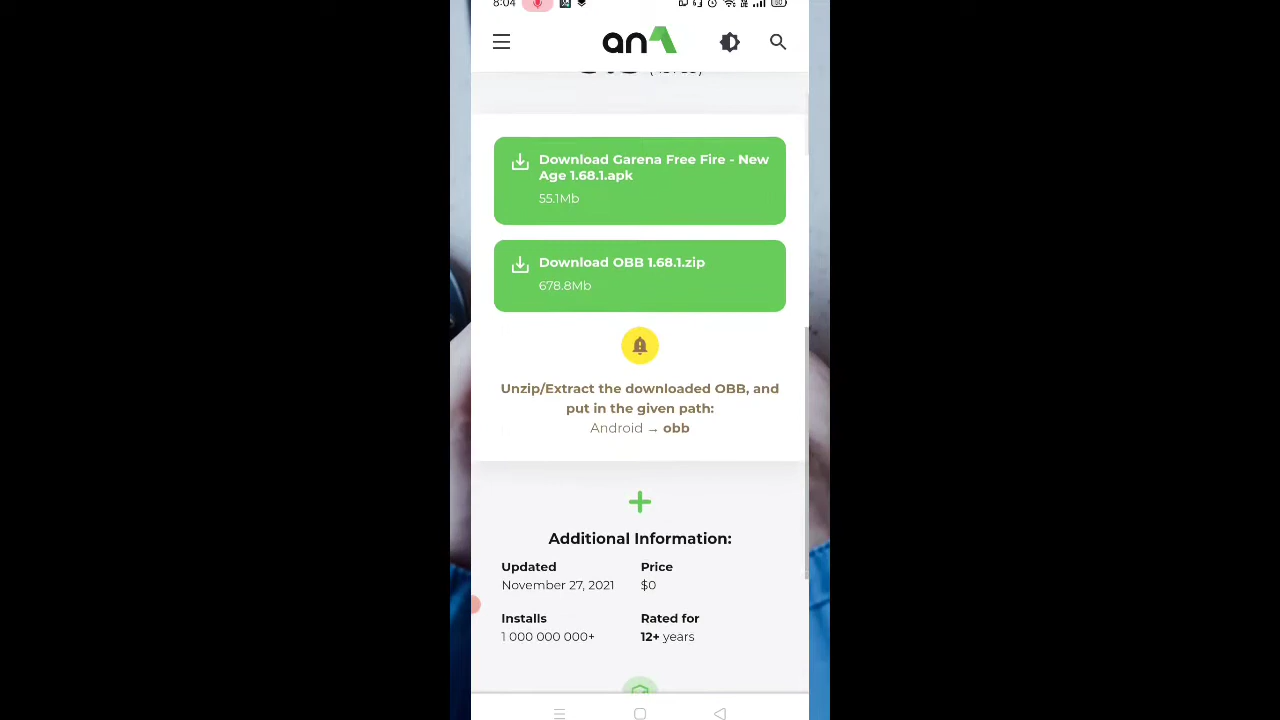 8:04
an
Download Garena Free Fire - New
Age 1.68.1.apk
55.1Mb
Download OBB 1.68.1.zip
678.8Mb
Unzip/Extract the downloaded OBB, and
put in the given path:
Android → obb
Additional Information:
Updated
Price
November 27, 2021
$0
Installs
Rated for
1 000 000 000+
12+ years